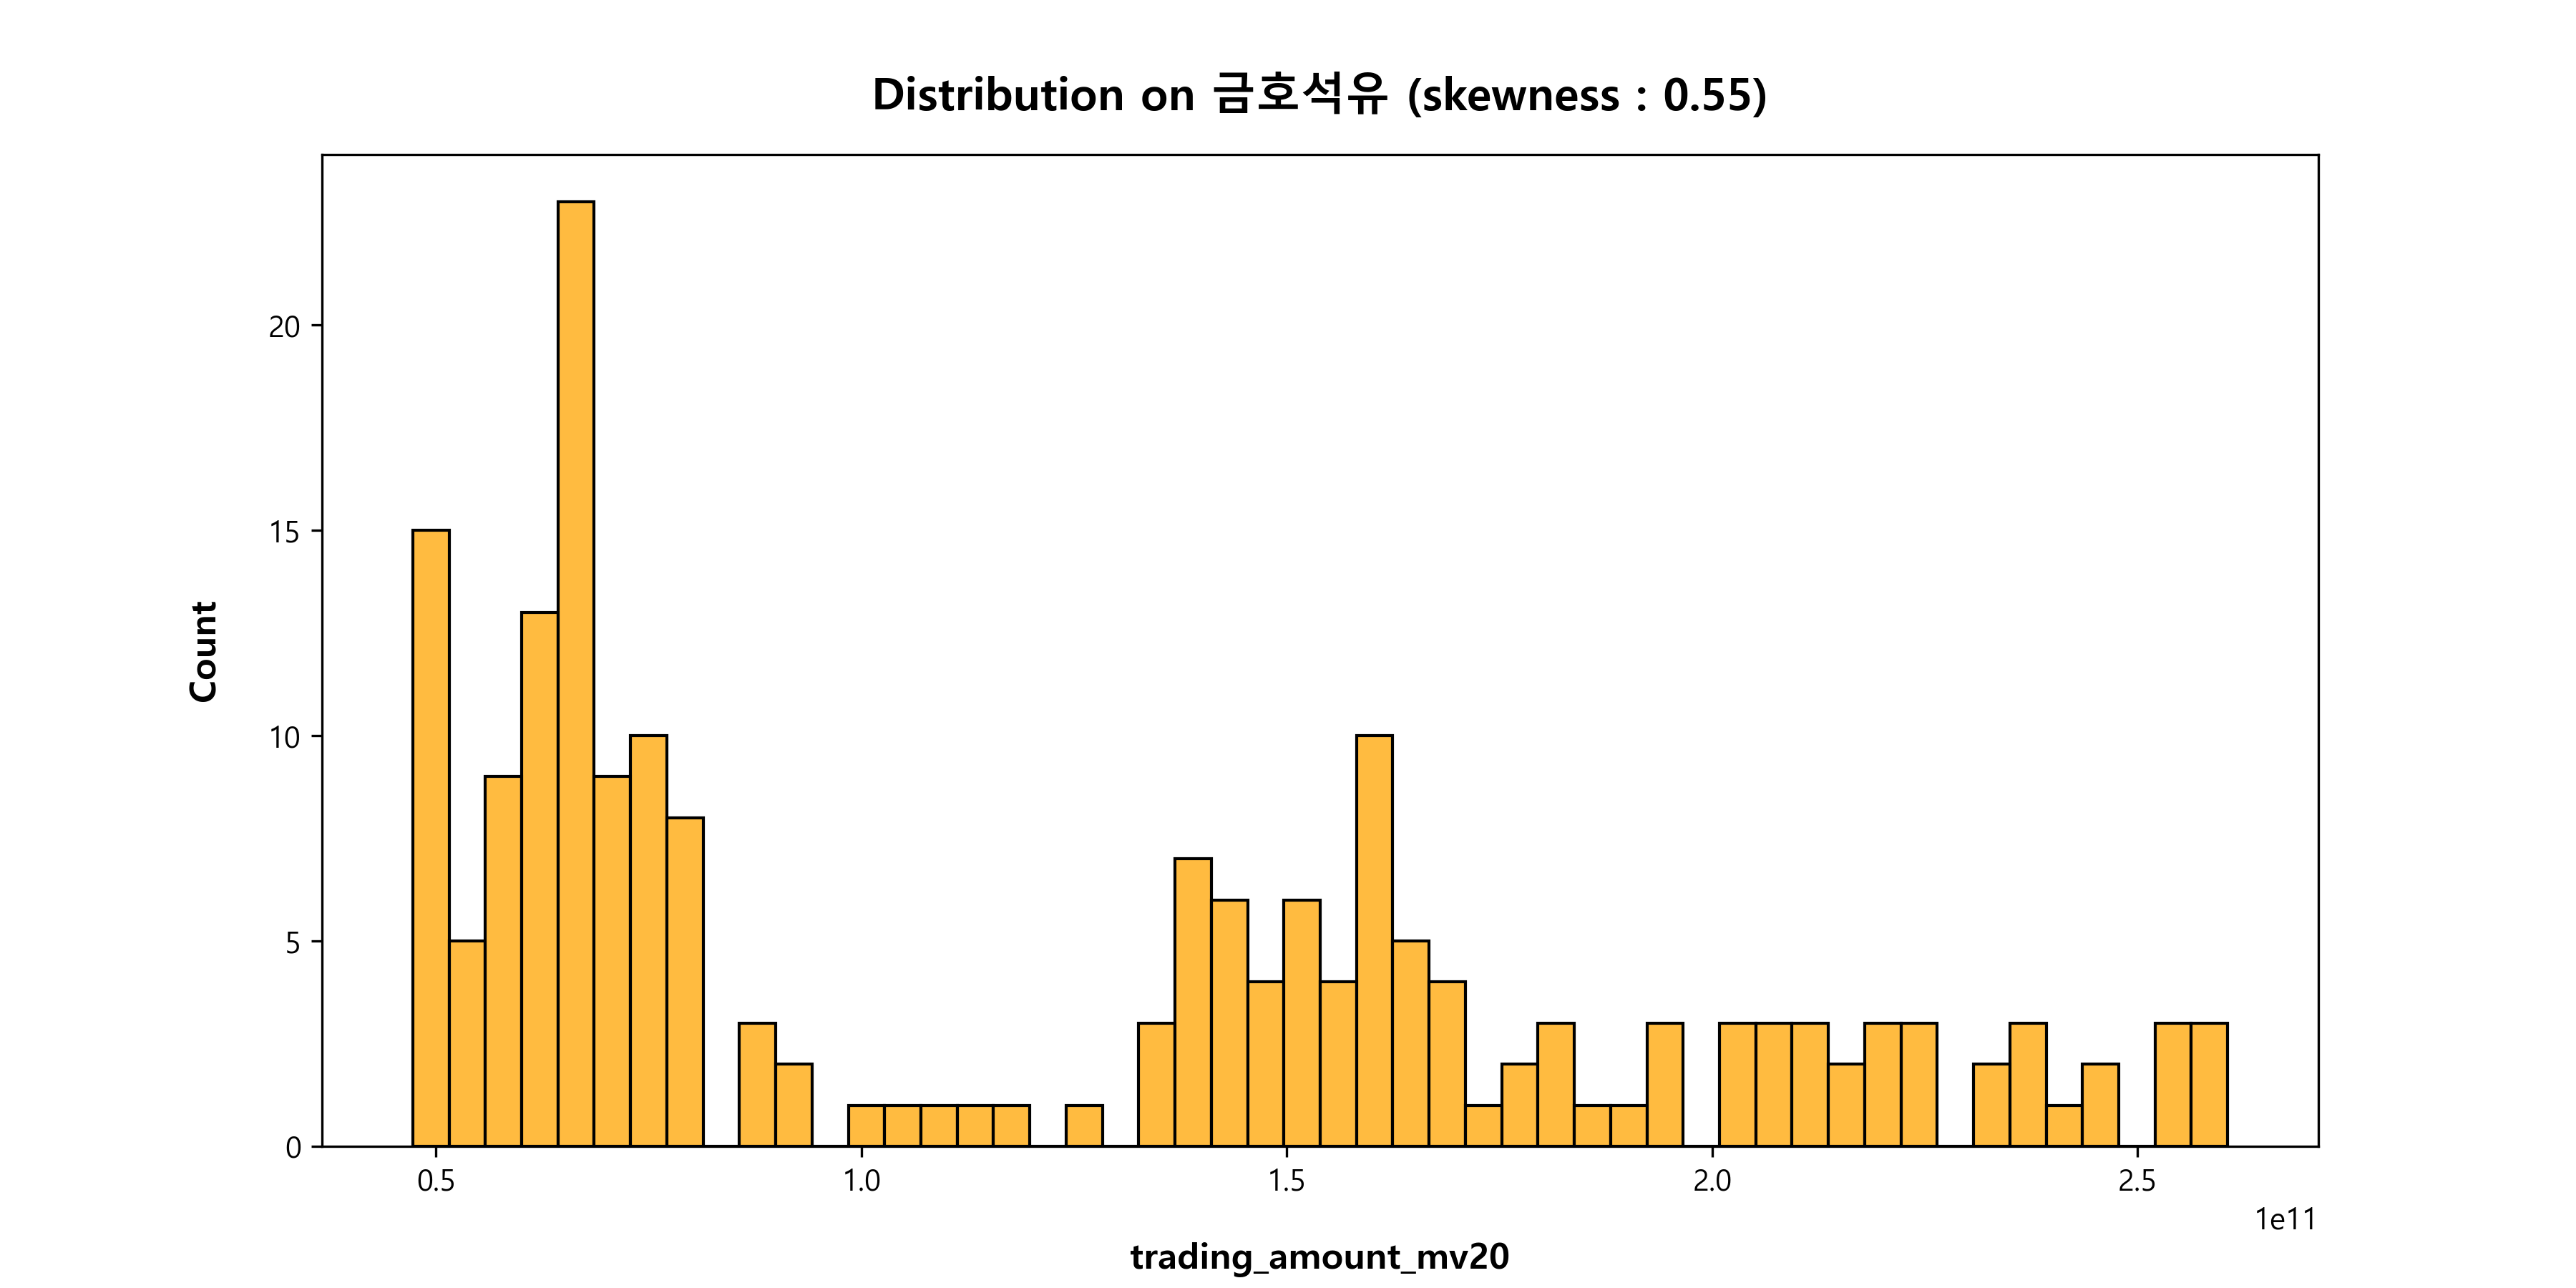 Distribution on 금호석유 (skewness : 0.55)
20
15
10
5
0
Count
0.5 1.0 1.5 2.0 2.5
1e11
trading_amount_mv20